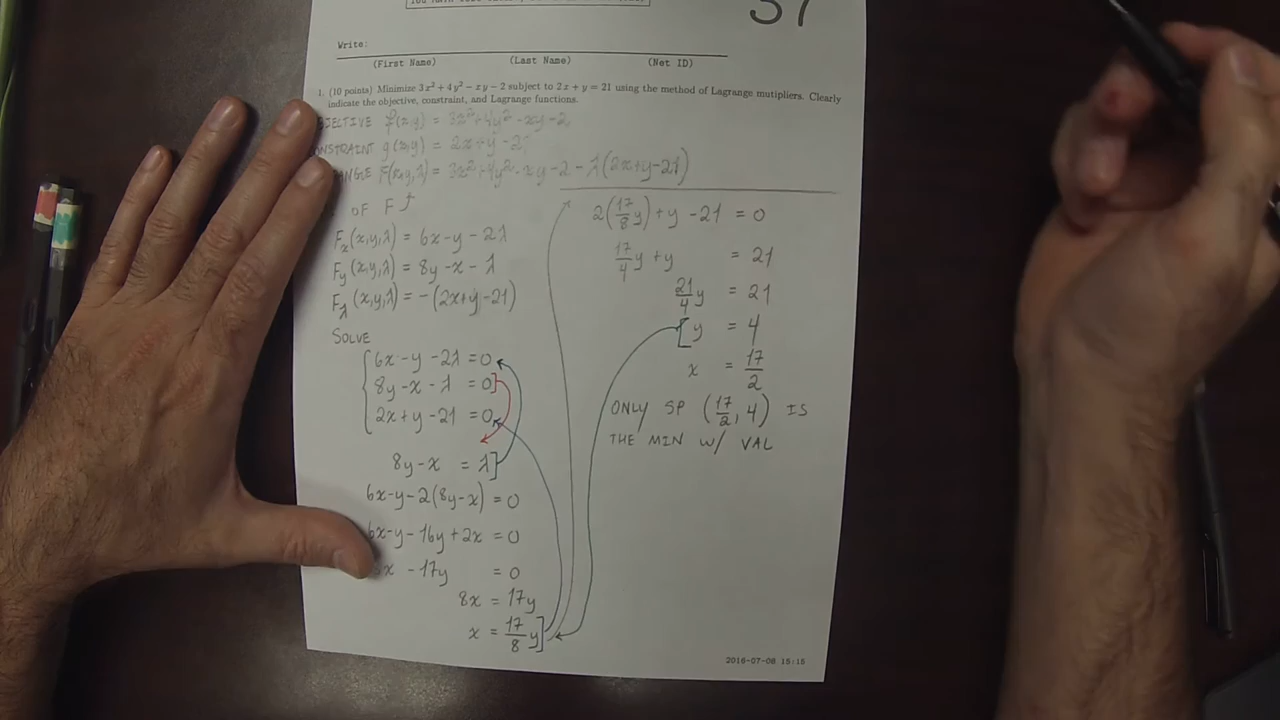 37
Write:
(First Name) (Last Name) (Net ID)
1. (10 points) Minimize 3x² + 4y² − xy − 2 subject to 2x + y = 21 using the method of Lagrange mutipliers. Clearly
indicate the objective, constraint, and Lagrange functions.
F(x,y) = 3x²+4y²-xy-2
g(x,y) = 2x+y-21
F(x,y,λ) = 3x²+4y²-xy-2-λ(2x+y-21)
OF F
Fx(x,y,λ) = 6x-y-2λ
Fy(x,y,λ) = 8y-x-λ
Fλ(x,y,λ) = -(2x+y-21)
SOLVE
6x-y-2λ=0
8y-x-λ=0
2x+y-21=0
8y-x = λ
6x-y-2(8y-x)=0
6x-y-16y+2x=0
8x -17y = 0
8x = 17y
x = 17/8 y
2(17/8 y)+y-21 = 0
17/4 y + y = 21
21/4 y = 21
y = 4
x = 17/2
ONLY SP (17/2, 4) IS
THE MIN W/ VAL
2016-07-08 15:15